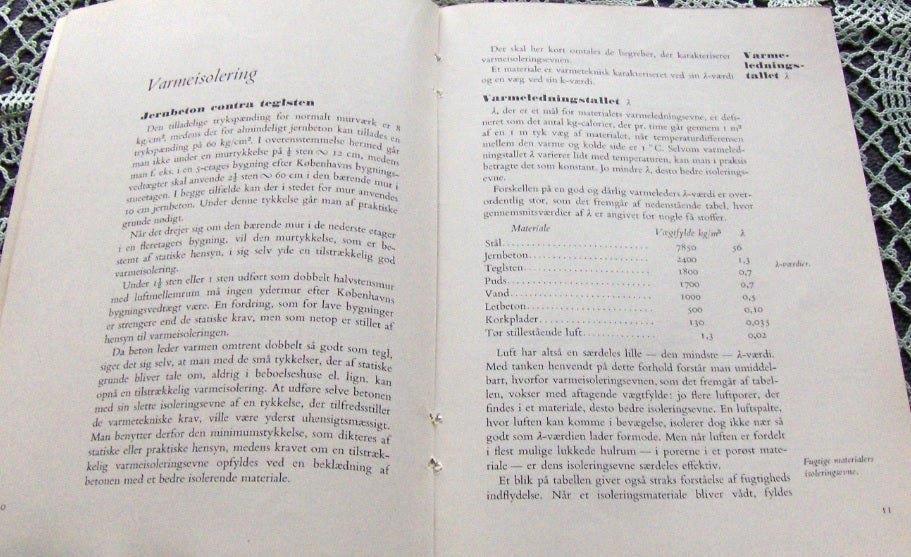 Varmeisolering
Jernbeton contra teglsten
Den tilladelige trykspænding for normalt murværk er 8
kg/cm², medens der for almindeligt jernbeton kan tillades en
trykspænding på 60 kg/cm². I overensstemmelse hermed går
man ikke under en murtykkelse på ½ sten ∾ 12 cm, medens
man f. eks. i en 5-etages bygning efter Københavns bygnings-
vedtægter skal anvende 2½ sten ∾ 60 cm i den bærende mur i
stueetagen. I begge tilfælde kan der i stedet for mur anvendes
10 cm jernbeton. Under denne tykkelse går man af praktiske
grunde nødigt.
Når det drejer sig om den bærende mur i de nederste etager
i en fleretagers bygning, vil den murtykkelse, som er be-
stemt af statiske hensyn, i sig selv yde en tilstrækkelig god
varmeisolering.
Under 1½ sten eller 1 sten udført som dobbelt halvstensmur
med luftmellemrum må ingen ydermur efter Københavns
bygningsvedtægt være. En fordring, som for lave bygninger
er strengere end de statiske krav, men som netop er stillet af
hensyn til varmeisoleringen.
Da beton leder varmen omtrent dobbelt så godt som tegl,
siger det sig selv, at man med de små tykkelser, der af statiske
grunde bliver tale om, aldrig i beboelseshuse el. lign. kan
opnå en tilstrækkelig varmeisolering. At udføre selve betonen
med sin slette isoleringsevne af en tykkelse, der tilfredsstiller
de varmetekniske krav, ville være yderst uhensigtsmæssigt.
Man benytter derfor den minimumstykkelse, som dikteres af
statiske eller praktiske hensyn, medens kravet om en tilstræk-
kelig varmeisoleringsevne opfyldes ved en beklædning af
betonen med et bedre isolerende materiale.
0
Der skal her kort omtales de begreber, der karakteriserer
varmeisoleringsevnen.
Et materiale er varmeteknisk karakteriset ved sin λ-værdi
og en væg ved sin k-værdi.
Varme-
lednings-
tallet λ
Varmeledningstallet λ
λ, der er et mål for materialets varmeledningsevne, er defi-
neret som det antal kg-calorier, der pr. time går gennem 1 m²
af en 1 m tyk væg af materialet, når temperaturdifferensen
mellem den varme og kolde side er 1 °C. Selvom varmeled-
ningstallet λ varierer lidt med temperaturen, kan man i praksis
betragte det som konstant. Jo mindre λ, desto bedre isolerings-
evne.
Forskellen på en god og dårlig varmeleders λ-værdi er over-
ordentlig stor, som det fremgår af nedenstående tabel, hvor
gennemsnitsværdier af λ er angivet for nogle få stoffer.
Materiale Vægtfylde kg/m³ λ
Stål 7850 56
Jernbeton 2400 1,3
Teglsten 1800 0,7
Puds 1700 0,7
Vand 1000 0,5
Letbeton 500 0,10
Korkplader 130 0,035
Tør stillestående luft 1,3 0,02
λ-værdier.
Luft har altså en særdeles lille — den mindste — λ-værdi.
Med tanken henvendt på dette forhold forstår man umiddel-
bart, hvorfor varmeisoleringsevnen, som det fremgår af tabel-
len, vokser med aftagende vægtfylde: jo flere luftporer, der
findes i et materiale, desto bedre isoleringsevne. En luftspalte,
hvor luften kan komme i bevægelse, isolerer dog ikke nær så
godt som λ-værdien lader formode. Men når luften er fordelt
i flest mulige lukkede hulrum — i porerne i et porøst mate-
riale — er dens isoleringsevne særdeles effektiv.
Et blik på tabellen giver også straks forståelse af fugtigheds
indflydelse. Når et isoleringsmateriale bliver vådt, fyldes
Fugtige materialers
isoleringsevne.
11